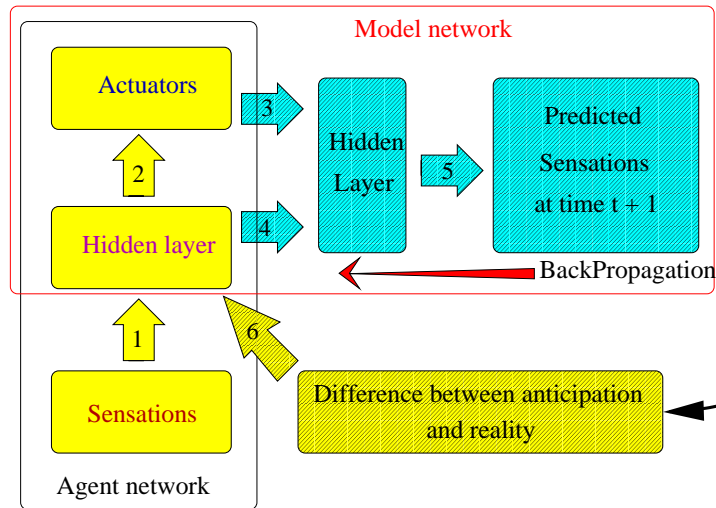 Model network
Actuators
3
Hidden
Layer
5
Predicted
Sensations
at time t + 1
2
4
Hidden layer
BackPropagation
1
6
Sensations
Difference between anticipation
and reality
Agent network